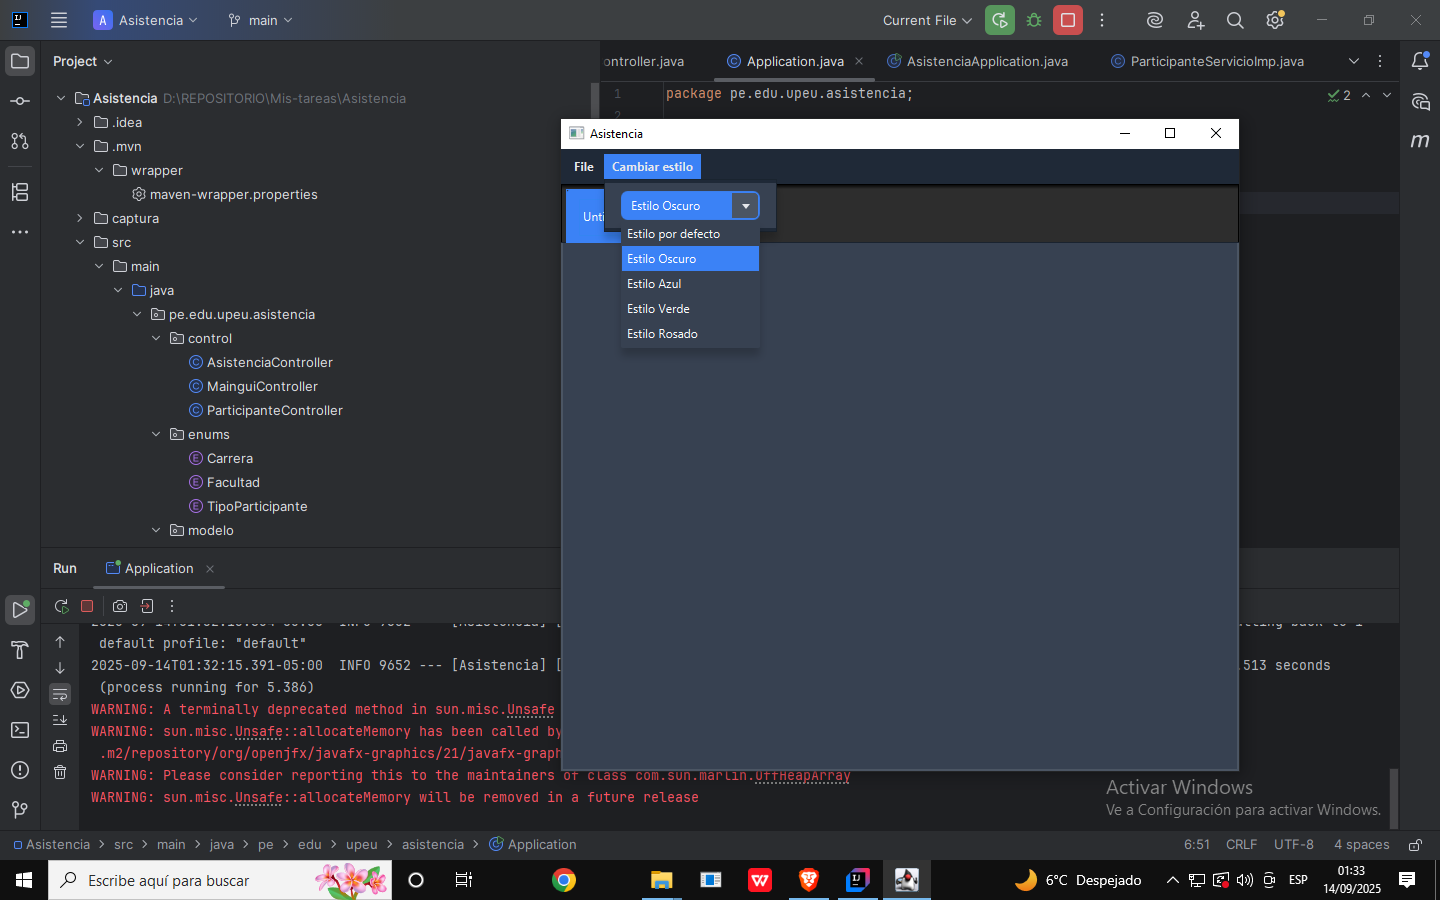 A Asistencia
main
Current File
Project
ontroller.java
Application.java
AsistenciaApplication.java
ParticipanteServicioImp.java
Asistencia D:\REPOSITORIO\Mis-tareas\Asistencia
.idea
.mvn
wrapper
maven-wrapper.properties
captura
src
main
java
pe.edu.upeu.asistencia
control
AsistenciaController
MainguiController
ParticipanteController
enums
Carrera
Facultad
TipoParticipante
modelo
1 package pe.edu.upeu.asistencia;
2
2
m
Asistencia
File
Cambiar estilo
Unti
Estilo Oscuro
Estilo por defecto
Estilo Oscuro
Estilo Azul
Estilo Verde
Estilo Rosado
Run
Application
default profile: "default"
2025-09-14T01:32:15.391-05:00  INFO 9652 --- [Asistencia] [
.513 seconds
(process running for 5.386)
WARNING: A terminally deprecated method in sun.misc.Unsafe
WARNING: sun.misc.Unsafe::allocateMemory has been called by
.m2/repository/org/openjfx/javafx-graphics/21/javafx-graph
WARNING: Please consider reporting this to the maintainers of class com.sun.marlin.OffHeapArray
WARNING: sun.misc.Unsafe::allocateMemory will be removed in a future release
Activar Windows
Ve a Configuración para activar Windows.
Asistencia > src > main > java > pe > edu > upeu > asistencia > Application
6:51 CRLF UTF-8 4 spaces
Escribe aquí para buscar
6°C Despejado
ESP
01:33
14/09/2025